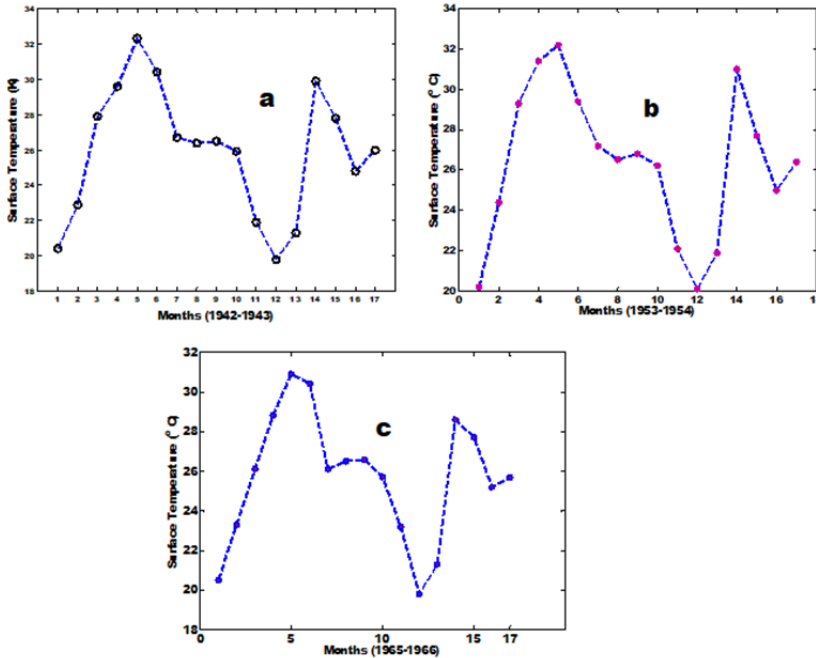 34
32
30
28
26
24
22
20
18
Surface Temperature (K)
a
1 2 3 4 5 6 7 8 9 10 11 12 13 14 15 16 17
Months (1942-1943)
34
32
30
28
26
24
22
20
Surface Temperature (° C)
b
0 2 4 6 8 10 12 14 16 18
Months (1953-1954)
32
30
28
26
24
22
20
18
Surface Temperature (° C)
c
0 5 10 15 17
Months (1965-1966)